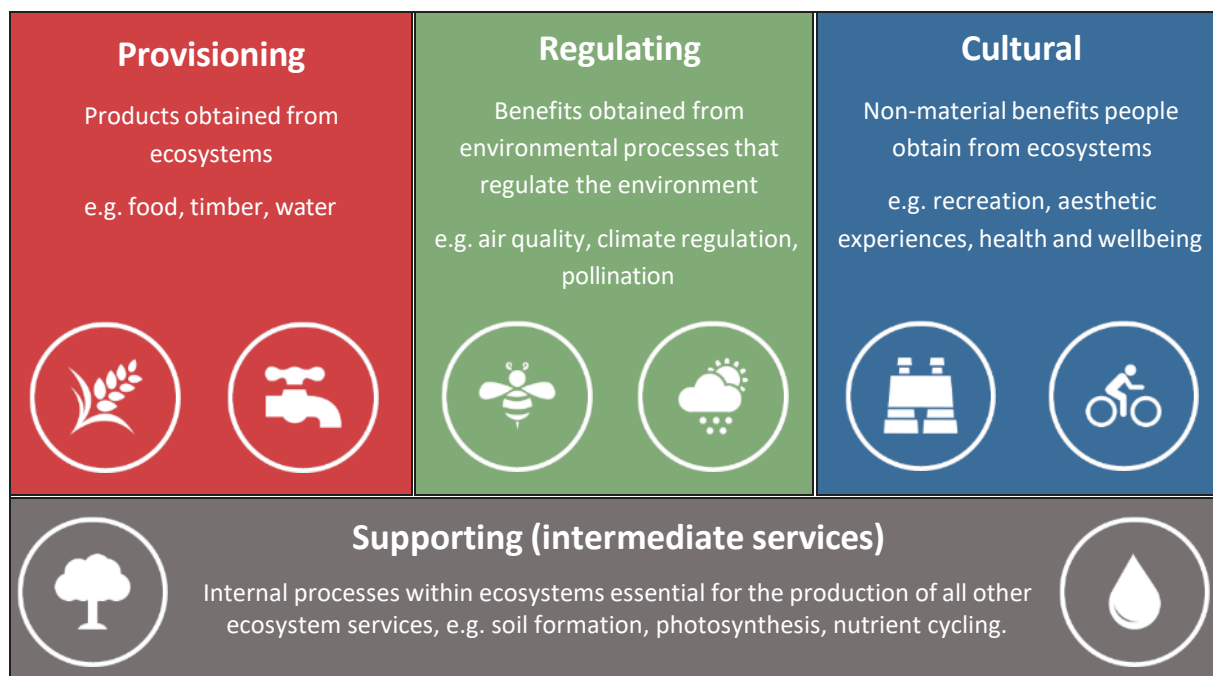 Provisioning
Products obtained from
ecosystems
e.g. food, timber, water
Regulating
Benefits obtained from
environmental processes that
regulate the environment
e.g. air quality, climate regulation,
pollination
Cultural
Non-material benefits people
obtain from ecosystems
e.g. recreation, aesthetic
experiences, health and wellbeing
Supporting (intermediate services)
Internal processes within ecosystems essential for the production of all other
ecosystem services, e.g. soil formation, photosynthesis, nutrient cycling.